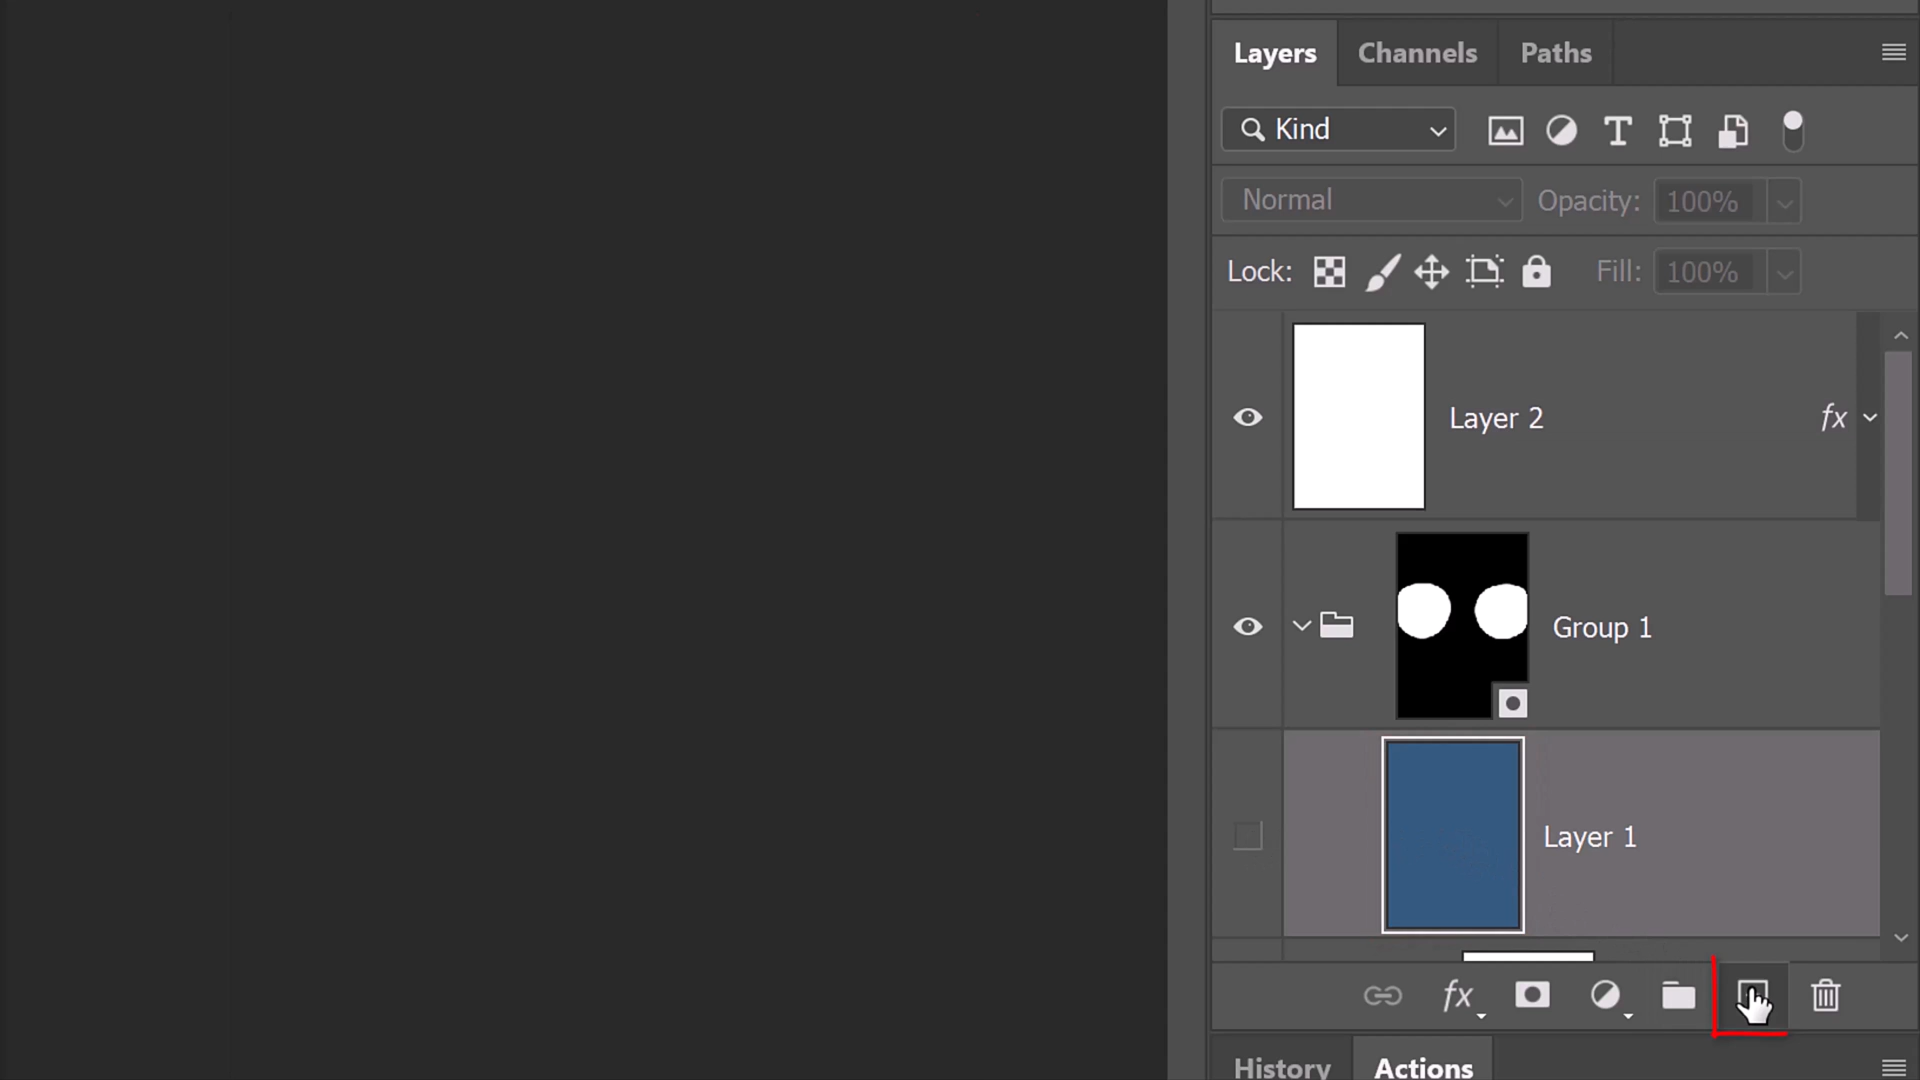 Layers Channels Paths
Kind
Normal Opacity: 100%
Lock: Fill: 100%
Layer 2 fx
Group 1
Layer 1
fx
History Actions